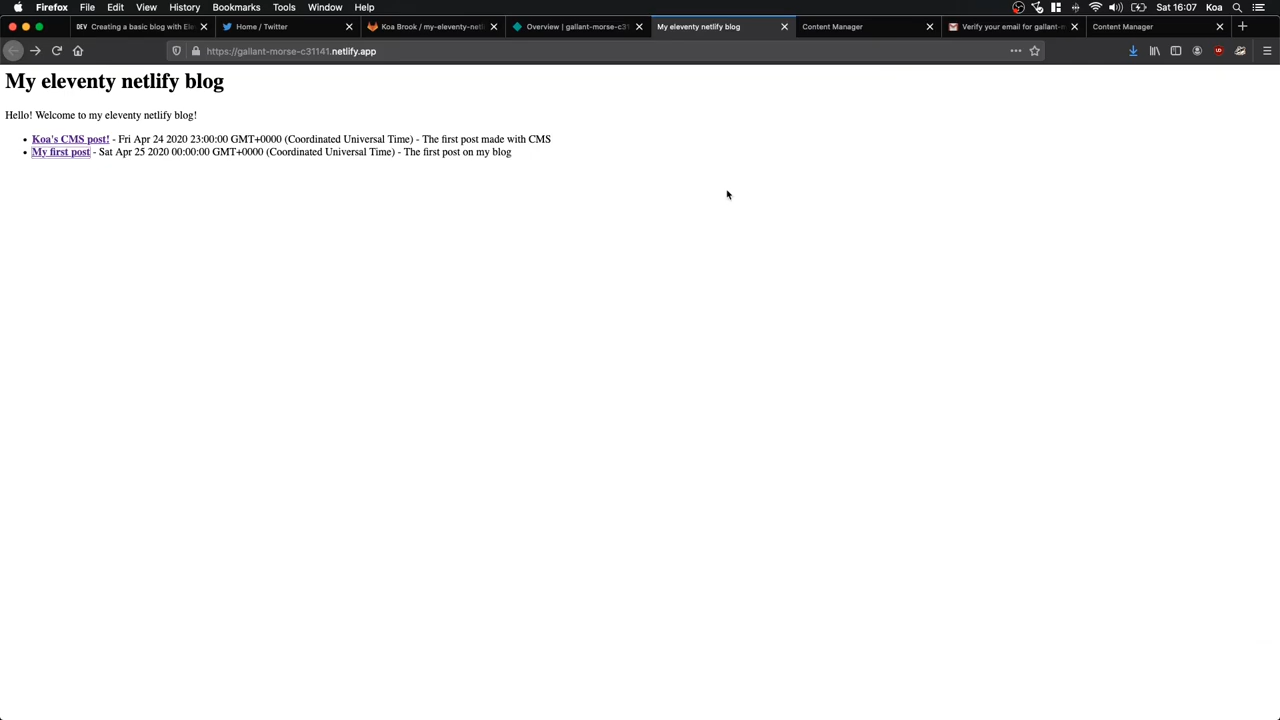 Firefox File Edit View History Bookmarks Tools Window Help Sat 16:07 Koa
DEV Creating a basic blog with Ele Home / Twitter Koa Brook / my-eleventy-netl Overview | gallant-morse-c31 My eleventy netlify blog Content Manager Verify your email for gallant-m Content Manager
https://gallant-morse-c31141.netlify.app
My eleventy netlify blog
Hello! Welcome to my eleventy netlify blog!
• Koa's CMS post! - Fri Apr 24 2020 23:00:00 GMT+0000 (Coordinated Universal Time) - The first post made with CMS
• My first post - Sat Apr 25 2020 00:00:00 GMT+0000 (Coordinated Universal Time) - The first post on my blog